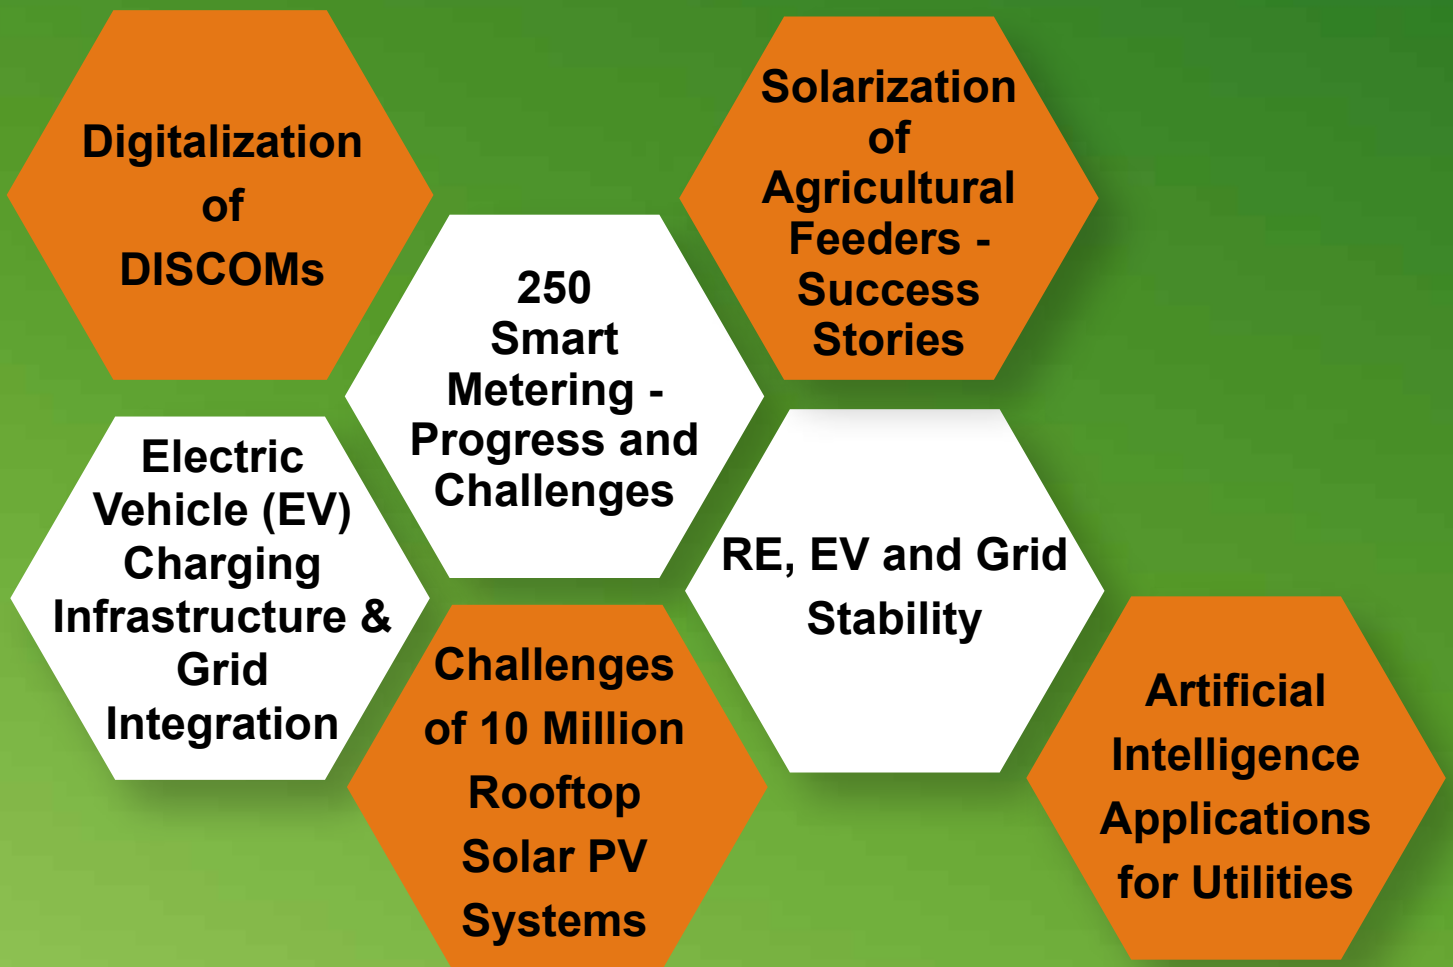 Digitalization
of
DISCOMs
250
Smart
Metering -
Progress and
Challenges
Solarization
of
Agricultural
Feeders -
Success
Stories
Electric
Vehicle (EV)
Charging
Infrastructure &
Grid
Integration
Challenges
of 10 Million
Rooftop
Solar PV
Systems
RE, EV and Grid
Stability
Artificial
Intelligence
Applications
for Utilities